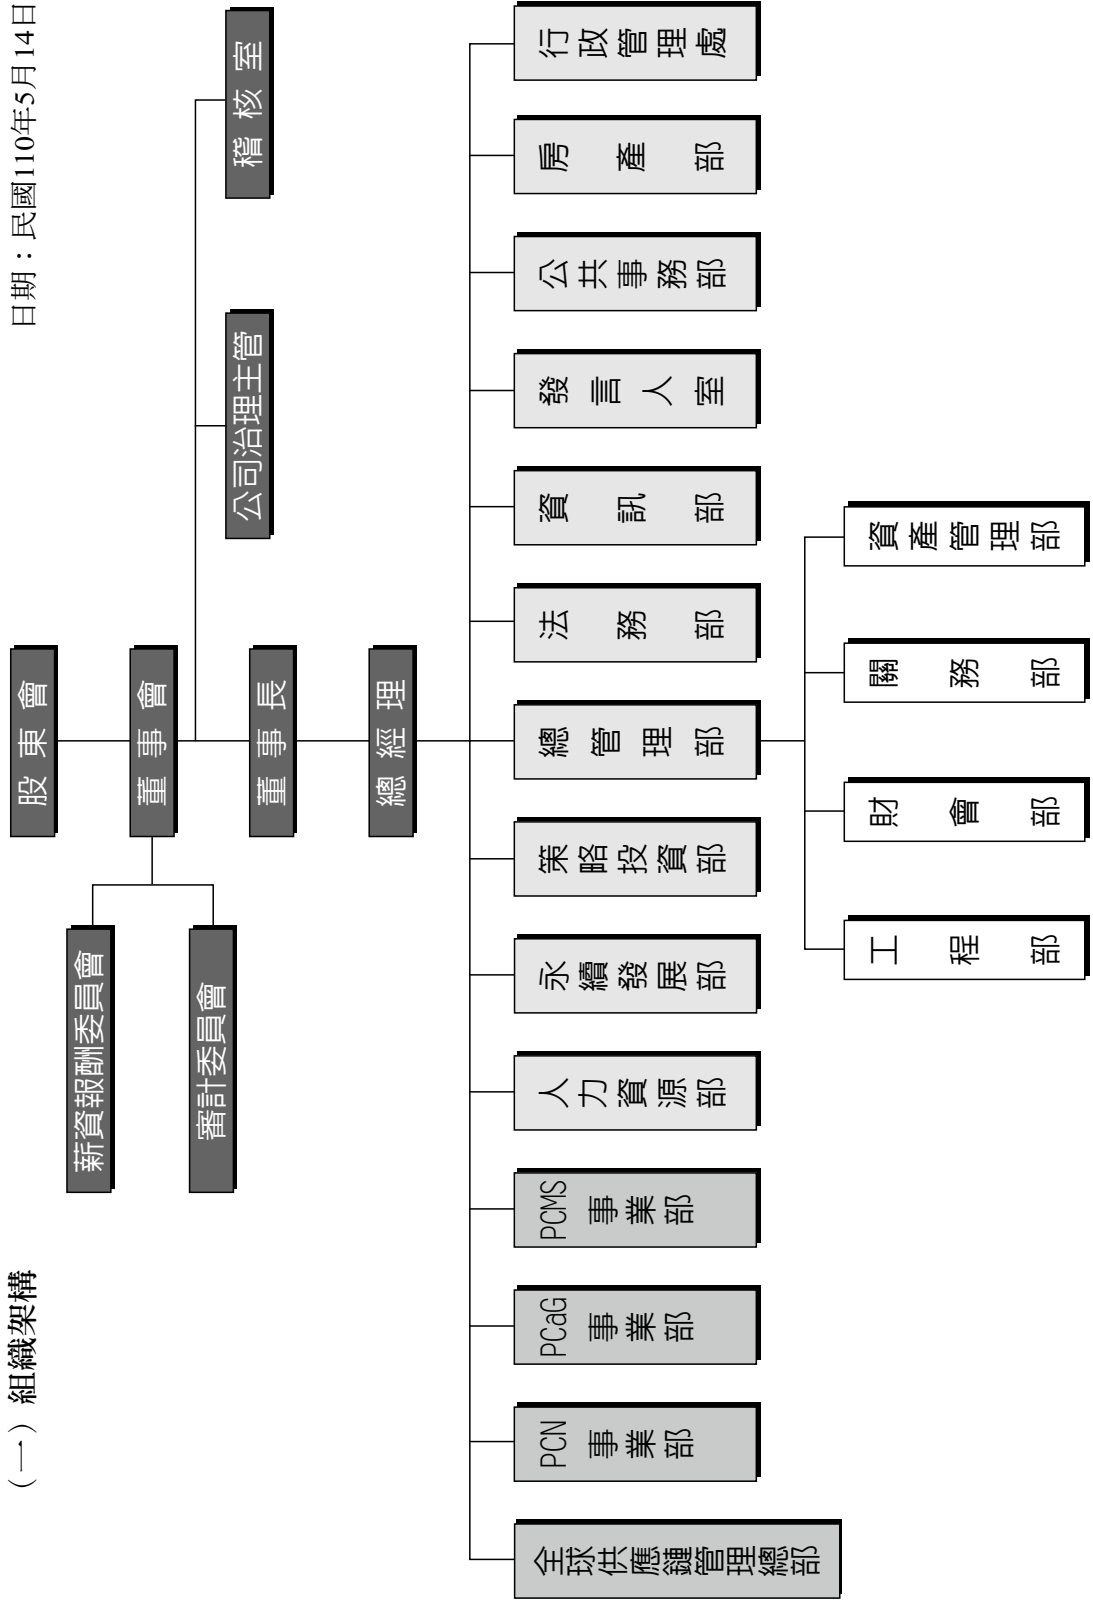 （一）組織架構
日期：民國110年5月14日
股東會
董事會
薪資報酬委員會
審計委員會
公司治理主管
稽核室
董事長
總經理
全球供應鏈管理總部
PCN事業部
PCaG事業部
PCMS事業部
人力資源部
永續發展部
策略投資部
總管理部
法務部
資訊部
發言人室
公共事務部
房產部
行政管理處
工程部
財會部
關務部
資產管理部